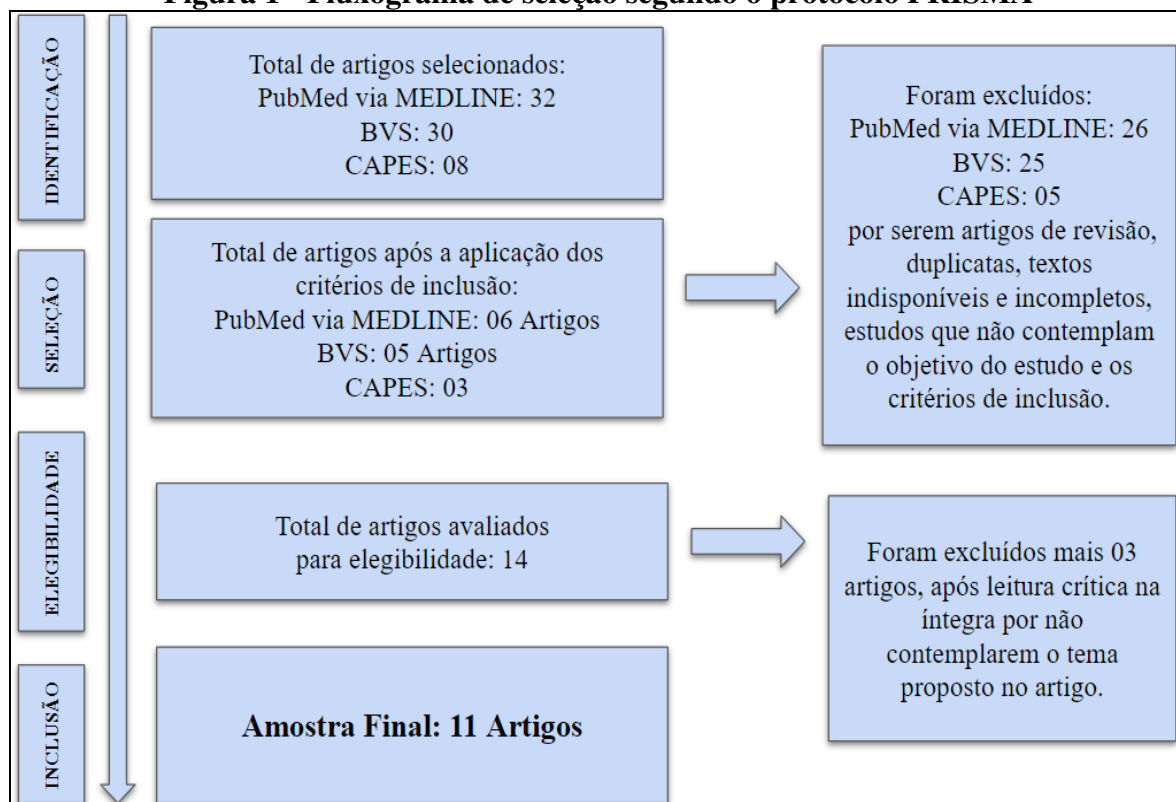 Figura 1 - Fluxograma de seleção segundo o protocolo PRISMA
IDENTIFICAÇÃO
Total de artigos selecionados:
PubMed via MEDLINE: 32
BVS: 30
CAPES: 08
Foram excluídos:
PubMed via MEDLINE: 26
BVS: 25
CAPES: 05
por serem artigos de revisão,
duplicatas, textos
indisponíveis e incompletos,
estudos que não contemplam
o objetivo do estudo e os
critérios de inclusão.
SELEÇÃO
Total de artigos após a aplicação dos
critérios de inclusão:
PubMed via MEDLINE: 06 Artigos
BVS: 05 Artigos
CAPES: 03
ELEGIBILIDADE
Total de artigos avaliados
para elegibilidade: 14
Foram excluídos mais 03
artigos, após leitura crítica na
íntegra por não
contemplarem o tema
proposto no artigo.
INCLUSÃO
Amostra Final: 11 Artigos